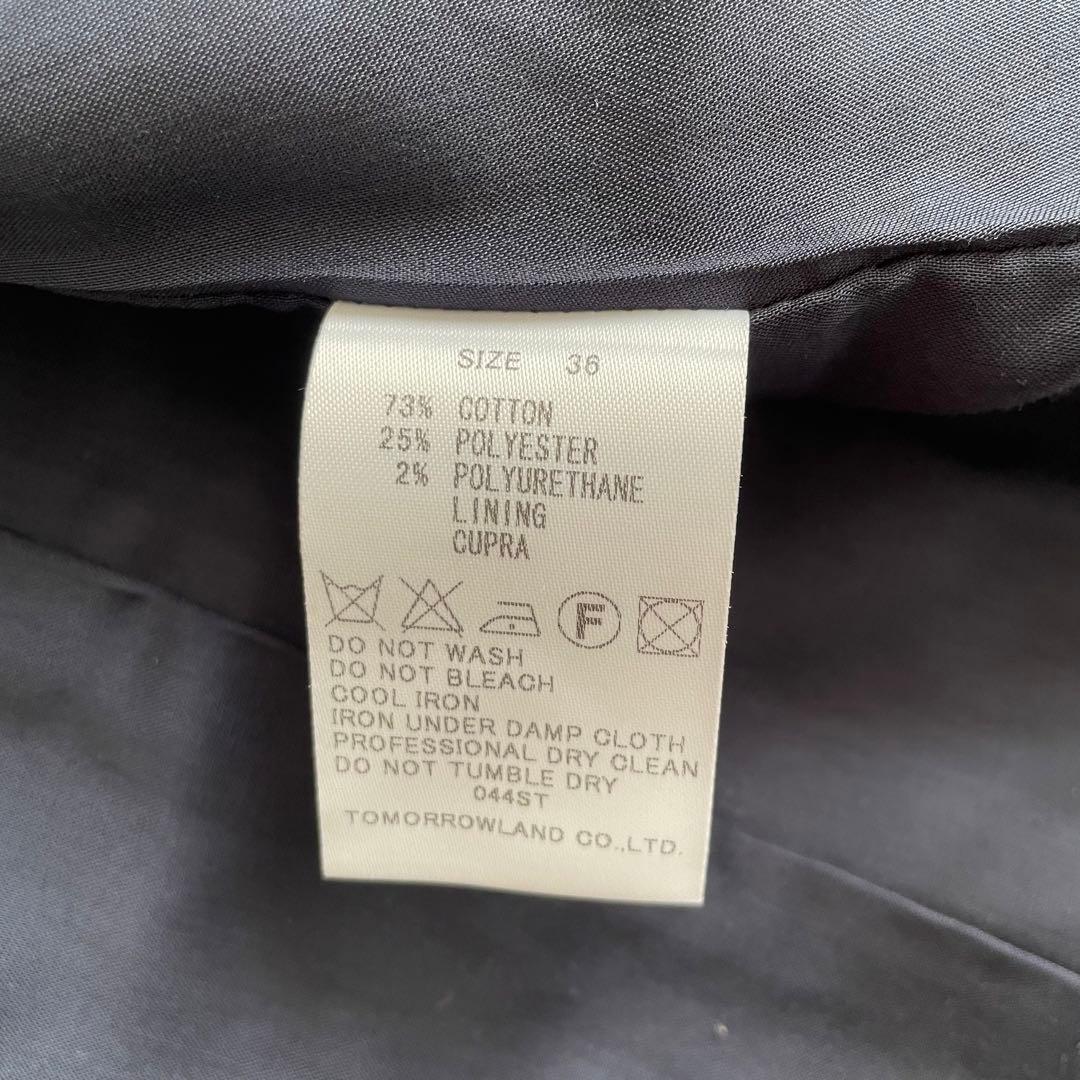 SIZE 36
73% COTTON
25% POLYESTER
2% POLYURETHANE
LINING
CUPRA
F
DO NOT WASH
DO NOT BLEACH
COOL IRON
IRON UNDER DAMP CLOTH
PROFESSIONAL DRY CLEAN
DO NOT TUMBLE DRY
044ST
TOMORROWLAND CO.,LTD.